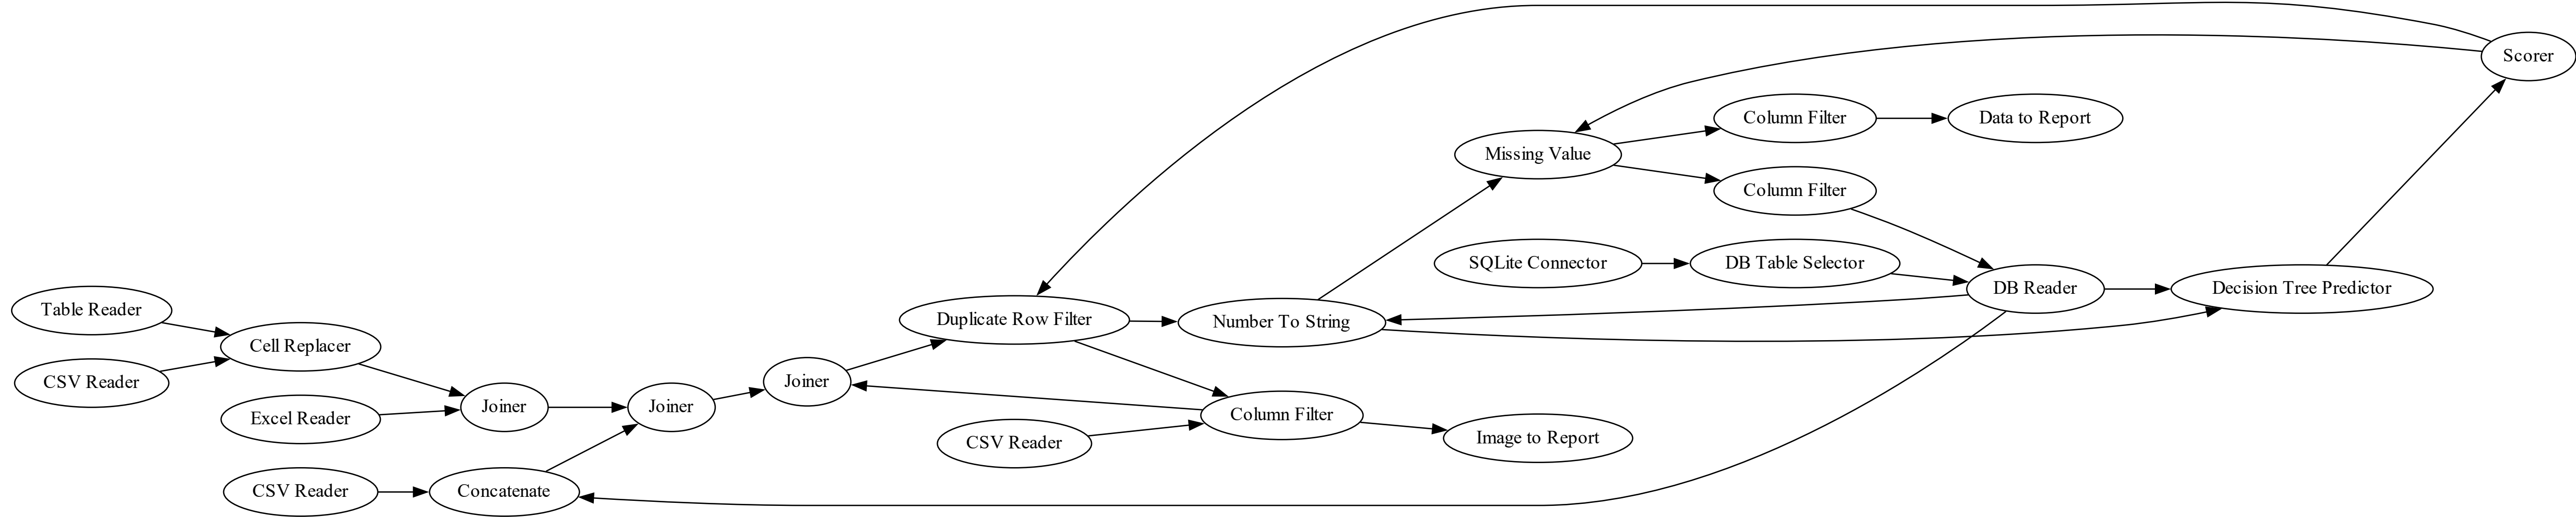 Scorer
Column Filter
Data to Report
Missing Value
Column Filter
SQLite Connector
DB Table Selector
DB Reader
Decision Tree Predictor
Table Reader
Duplicate Row Filter
Number To String
Cell Replacer
CSV Reader
Joiner
Excel Reader
Joiner
Joiner
Column Filter
CSV Reader
Image to Report
CSV Reader
Concatenate